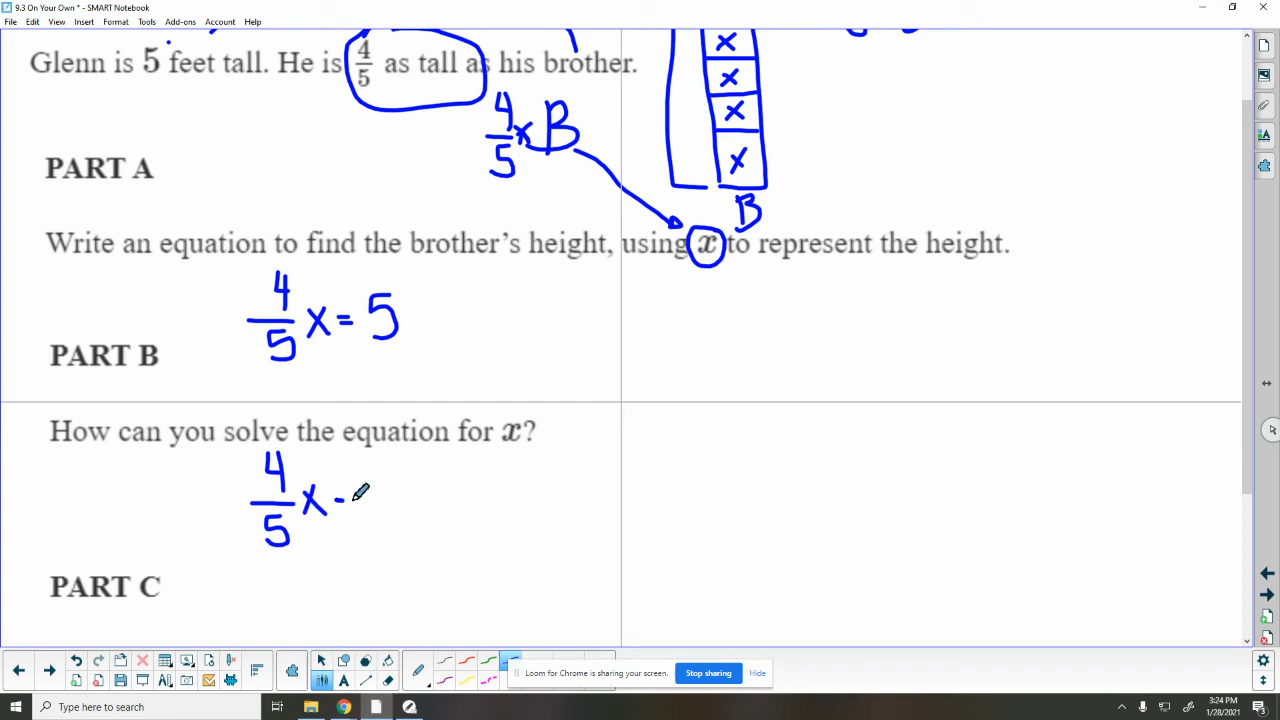 9.3 On Your Own * - SMART Notebook
File Edit View Insert Format Tools Add-ons Account Help
Glenn is 5 feet tall. He is 4/5 as tall as his brother.
4/5 x B
x
x
x
x
B
PART A
Write an equation to find the brother's height, using x to represent the height.
4/5 x = 5
PART B
How can you solve the equation for x?
4/5 x -
PART C
Loom for Chrome is sharing your screen. Stop sharing Hide
Type here to search
3:24 PM
1/28/2021
3